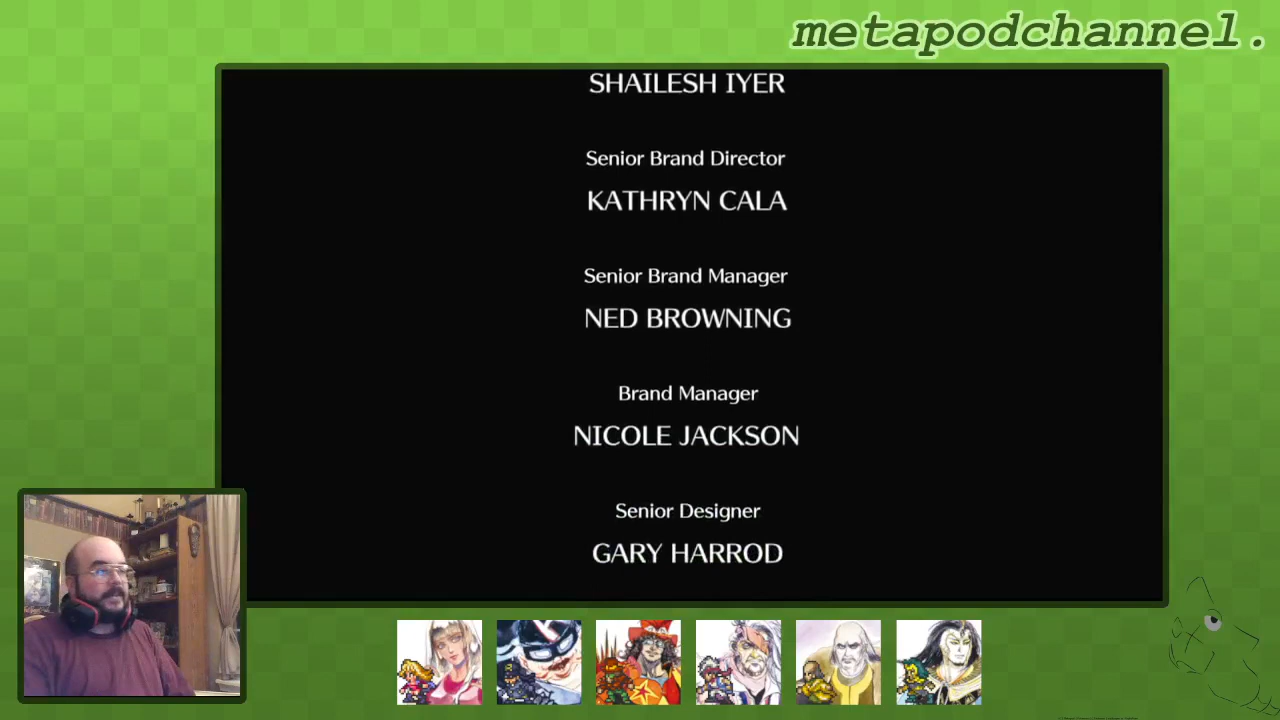 metapodchannel.
SHAILESH IYER
Senior Brand Director
KATHRYN CALA
Senior Brand Manager
NED BROWNING
Brand Manager
NICOLE JACKSON
Senior Designer
GARY HARROD